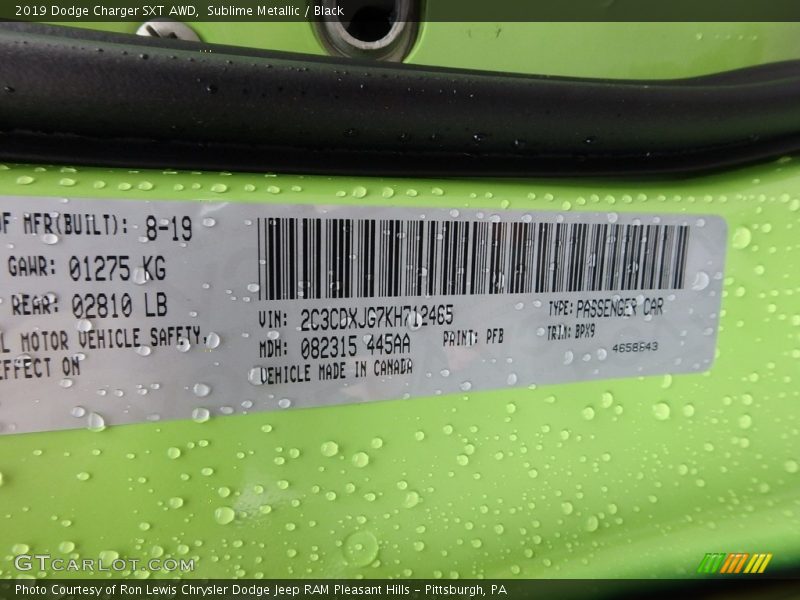 2019 Dodge Charger SXT AWD, Sublime Metallic / Black
OF MFR(BUILT): 8-19
GAWR: 01275 KG
REAR: 02810 LB
L MOTOR VEHICLE SAFETY,
EFFECT ON
VIN: 2C3CDXJG7KH712465
TYPE: PASSENGER CAR
MDH: 082315 445AA
PAINT: PFB
TRIM: BPX9
VEHICLE MADE IN CANADA
4658643
GTCarLot.com
Photo Courtesy of Ron Lewis Chrysler Dodge Jeep RAM Pleasant Hills - Pittsburgh, PA